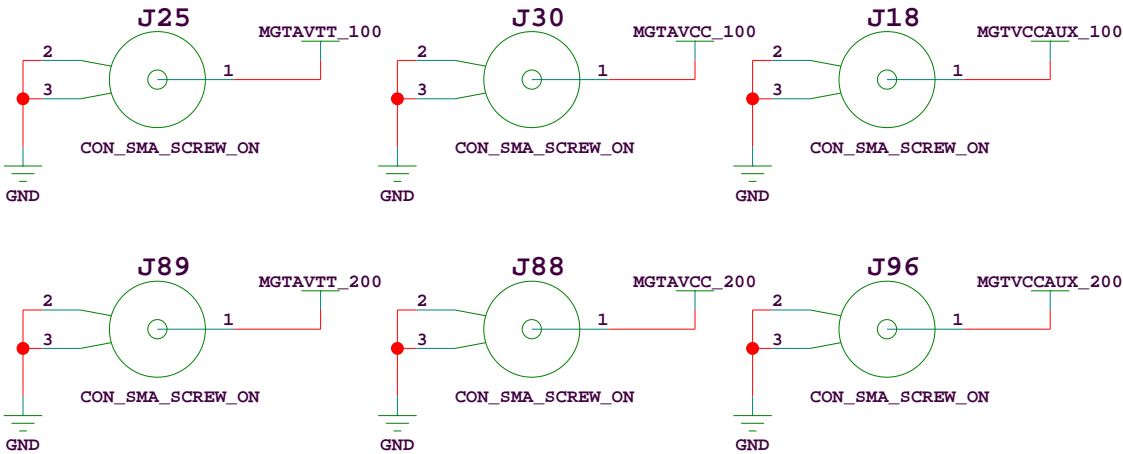 J25
MGTAVTT_100
2
1
3
CON_SMA_SCREW_ON
GND
J30
MGTAVCC_100
2
1
3
CON_SMA_SCREW_ON
GND
J18
MGTVCCAUX_100
2
1
3
CON_SMA_SCREW_ON
GND
J89
MGTAVTT_200
2
1
3
CON_SMA_SCREW_ON
GND
J88
MGTAVCC_200
2
1
3
CON_SMA_SCREW_ON
GND
J96
MGTVCCAUX_200
2
1
3
CON_SMA_SCREW_ON
GND